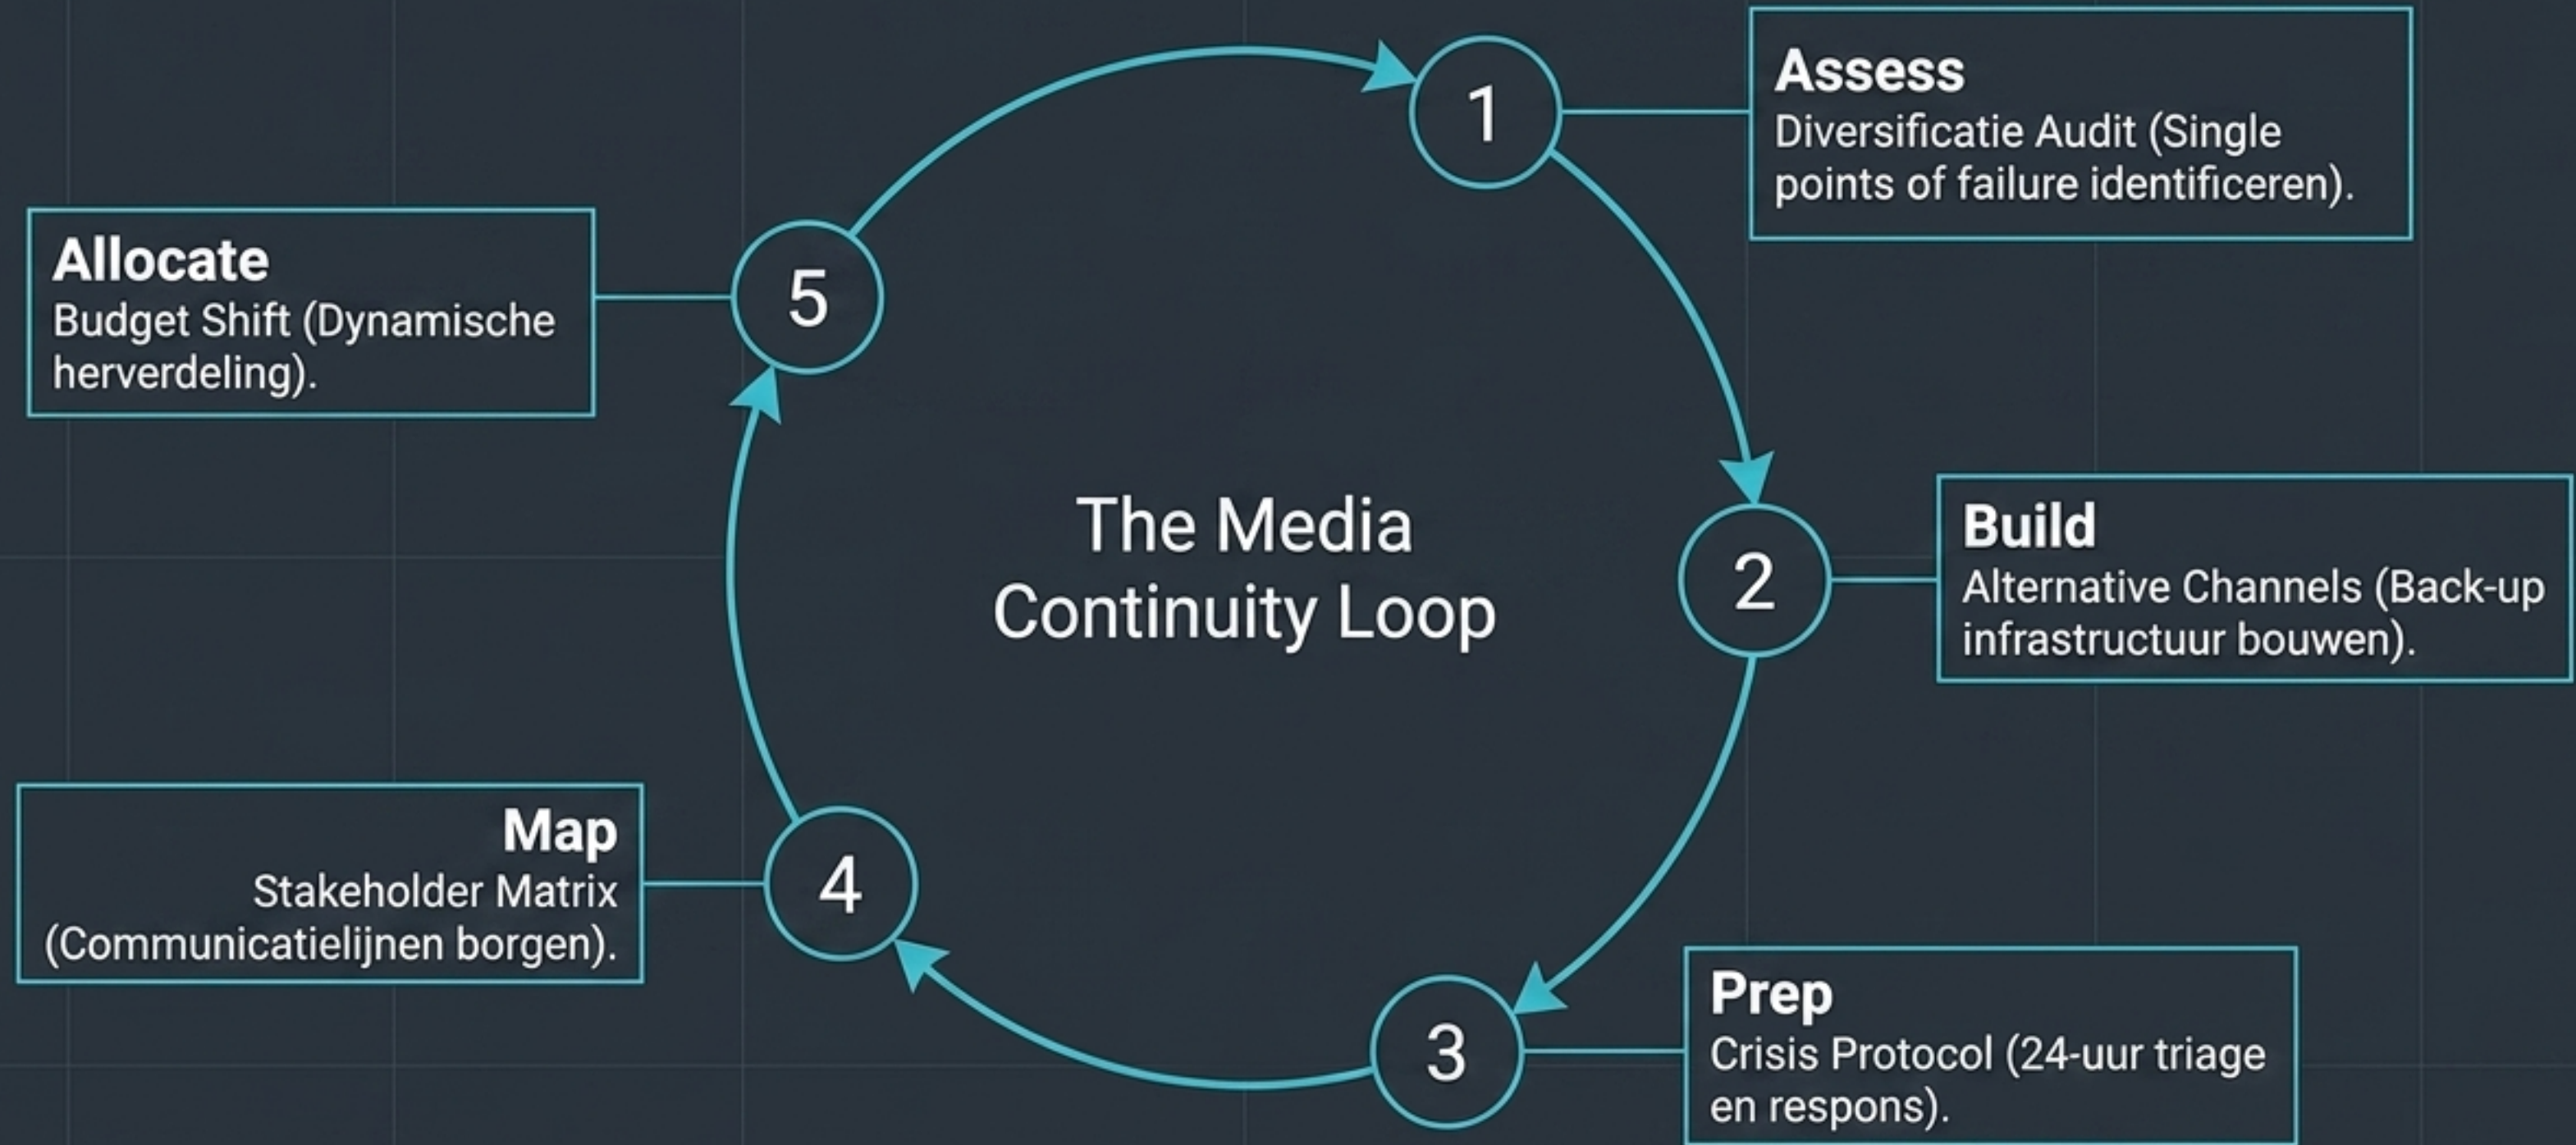 1
Assess
Diversificatie Audit (Single
points of failure identificeren).
2
Build
Alternative Channels (Back-up
infrastructuur bouwen).
3
Prep
Crisis Protocol (24-uur triage
en respons).
4
Map
Stakeholder Matrix
(Communicatielijnen borgen).
5
Allocate
Budget Shift (Dynamische
herverdeling).
The Media
Continuity Loop